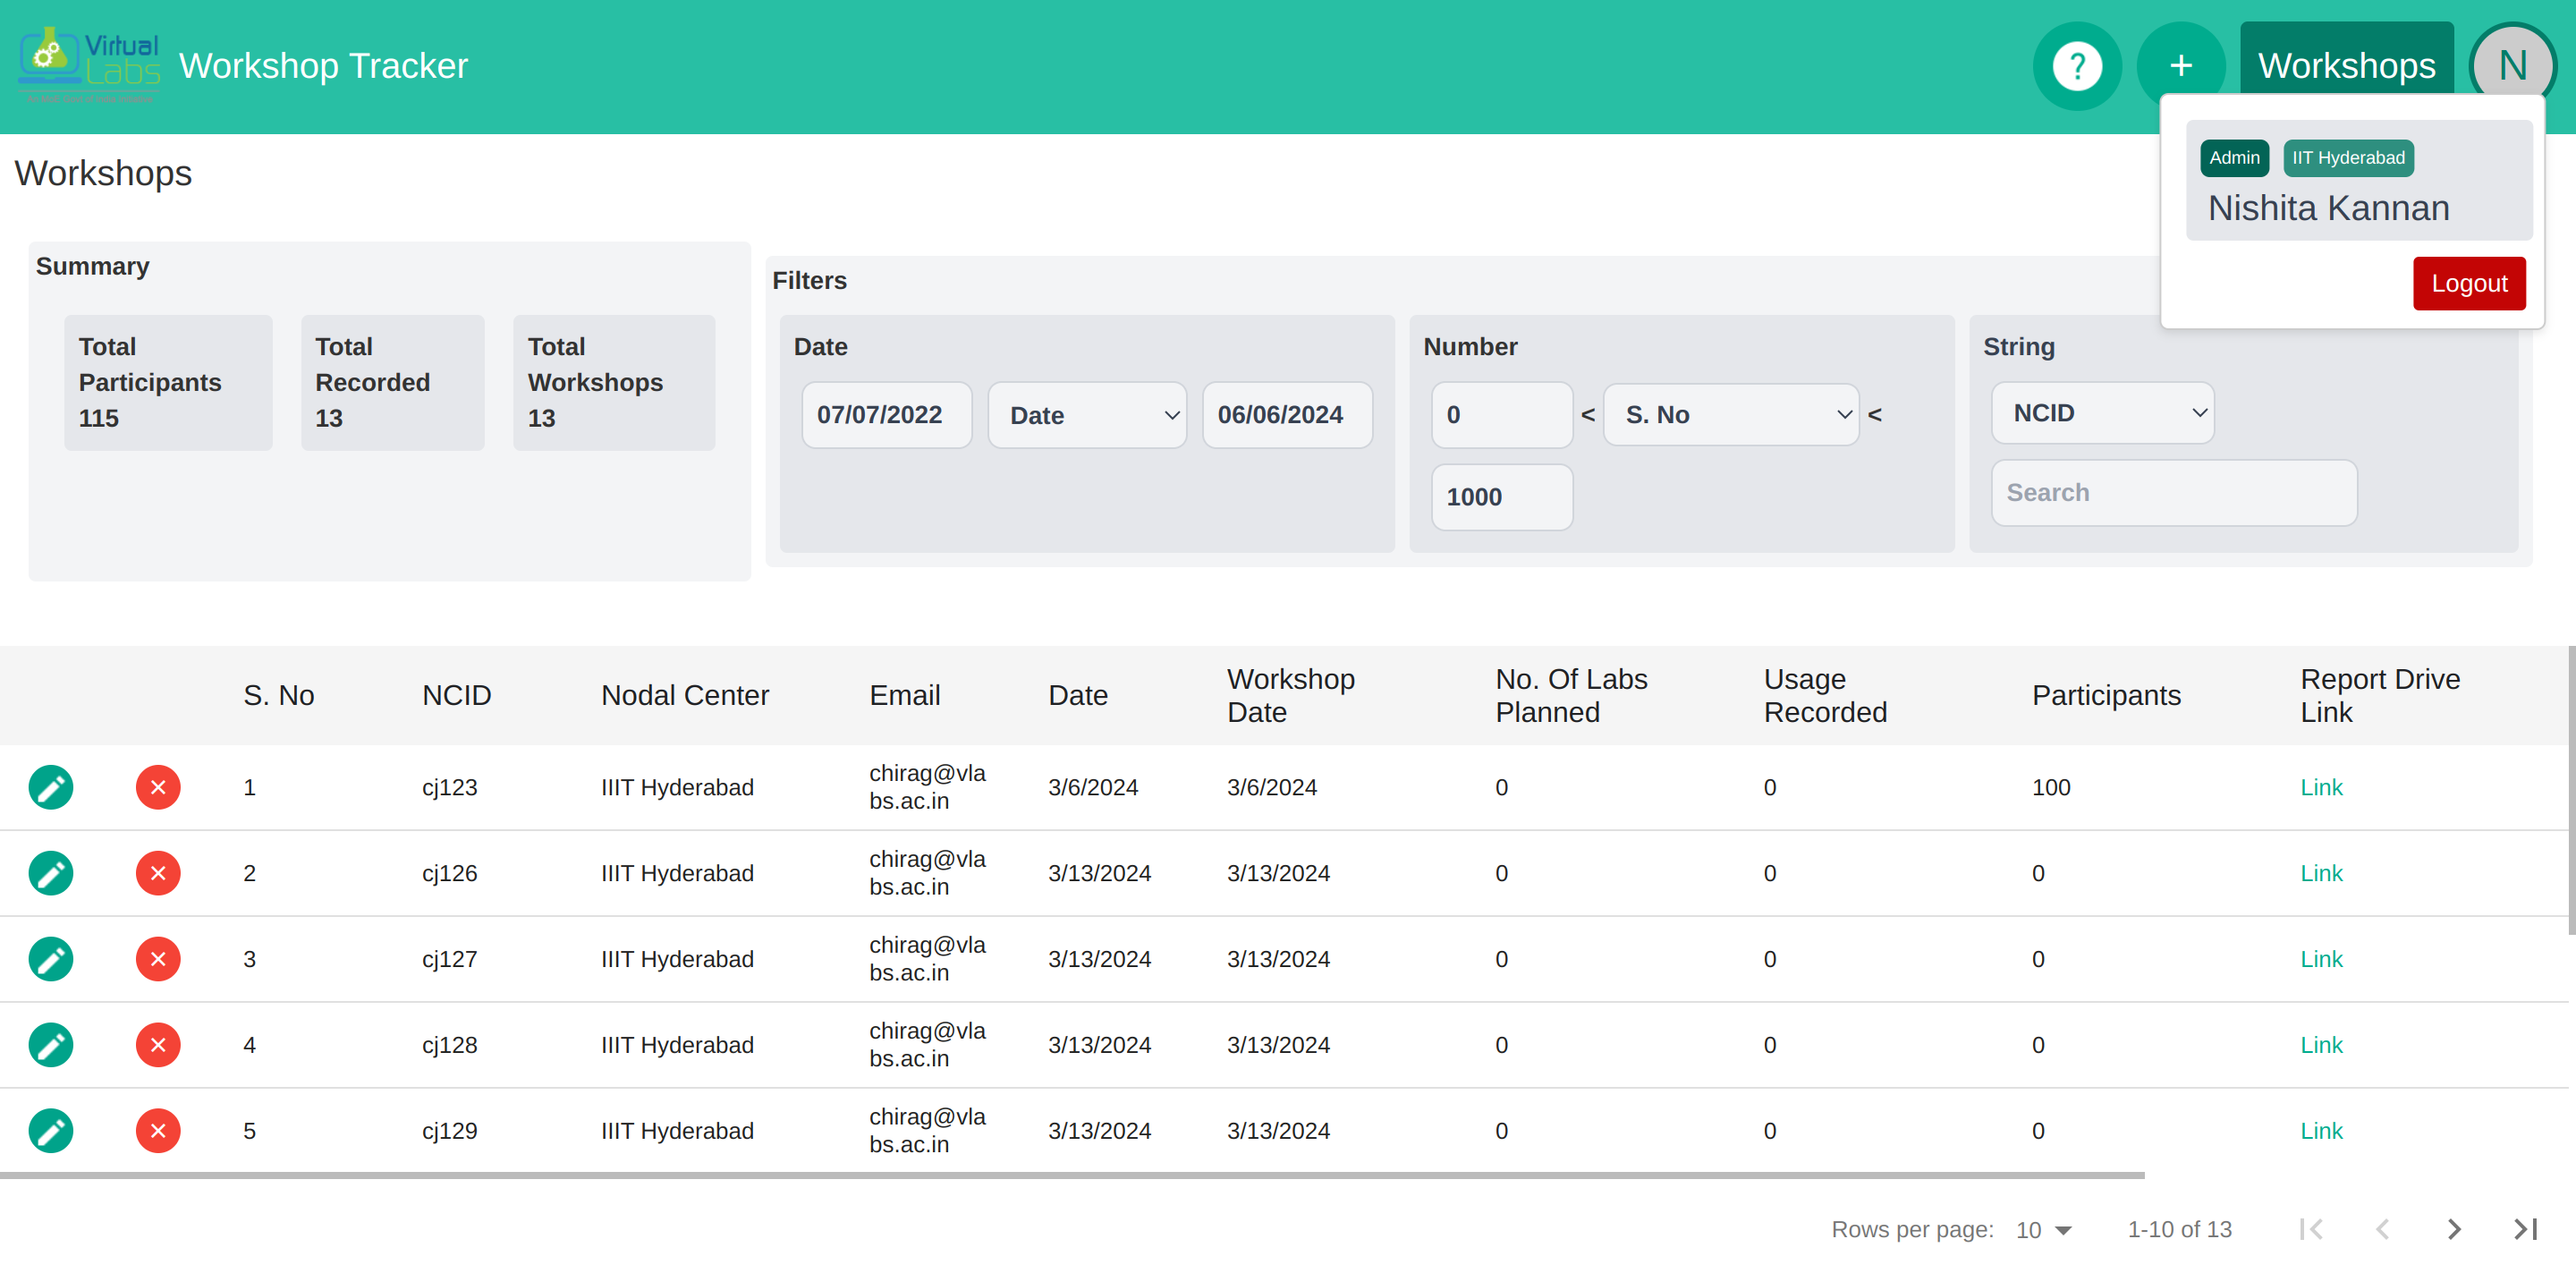 Virtual
Labs
Workshop Tracker
?
+
Workshops
N
Admin
IIT Hyderabad
Nishita Kannan
Logout
Workshops
Summary
Total Participants 115
Total Recorded 13
Total Workshops 13
Filters
Date
07/07/2022
Date
06/06/2024
Number
0 < S. No <
1000
String
NCID
Search
S. No NCID Nodal Center Email Date Workshop Date No. Of Labs Planned Usage Recorded Participants Report Drive Link
1 cj123 IIIT Hyderabad chirag@vlabs.ac.in 3/6/2024 3/6/2024 0 0 100 Link
2 cj126 IIIT Hyderabad chirag@vlabs.ac.in 3/13/2024 3/13/2024 0 0 0 Link
3 cj127 IIIT Hyderabad chirag@vlabs.ac.in 3/13/2024 3/13/2024 0 0 0 Link
4 cj128 IIIT Hyderabad chirag@vlabs.ac.in 3/13/2024 3/13/2024 0 0 0 Link
5 cj129 IIIT Hyderabad chirag@vlabs.ac.in 3/13/2024 3/13/2024 0 0 0 Link
Rows per page: 10 1-10 of 13